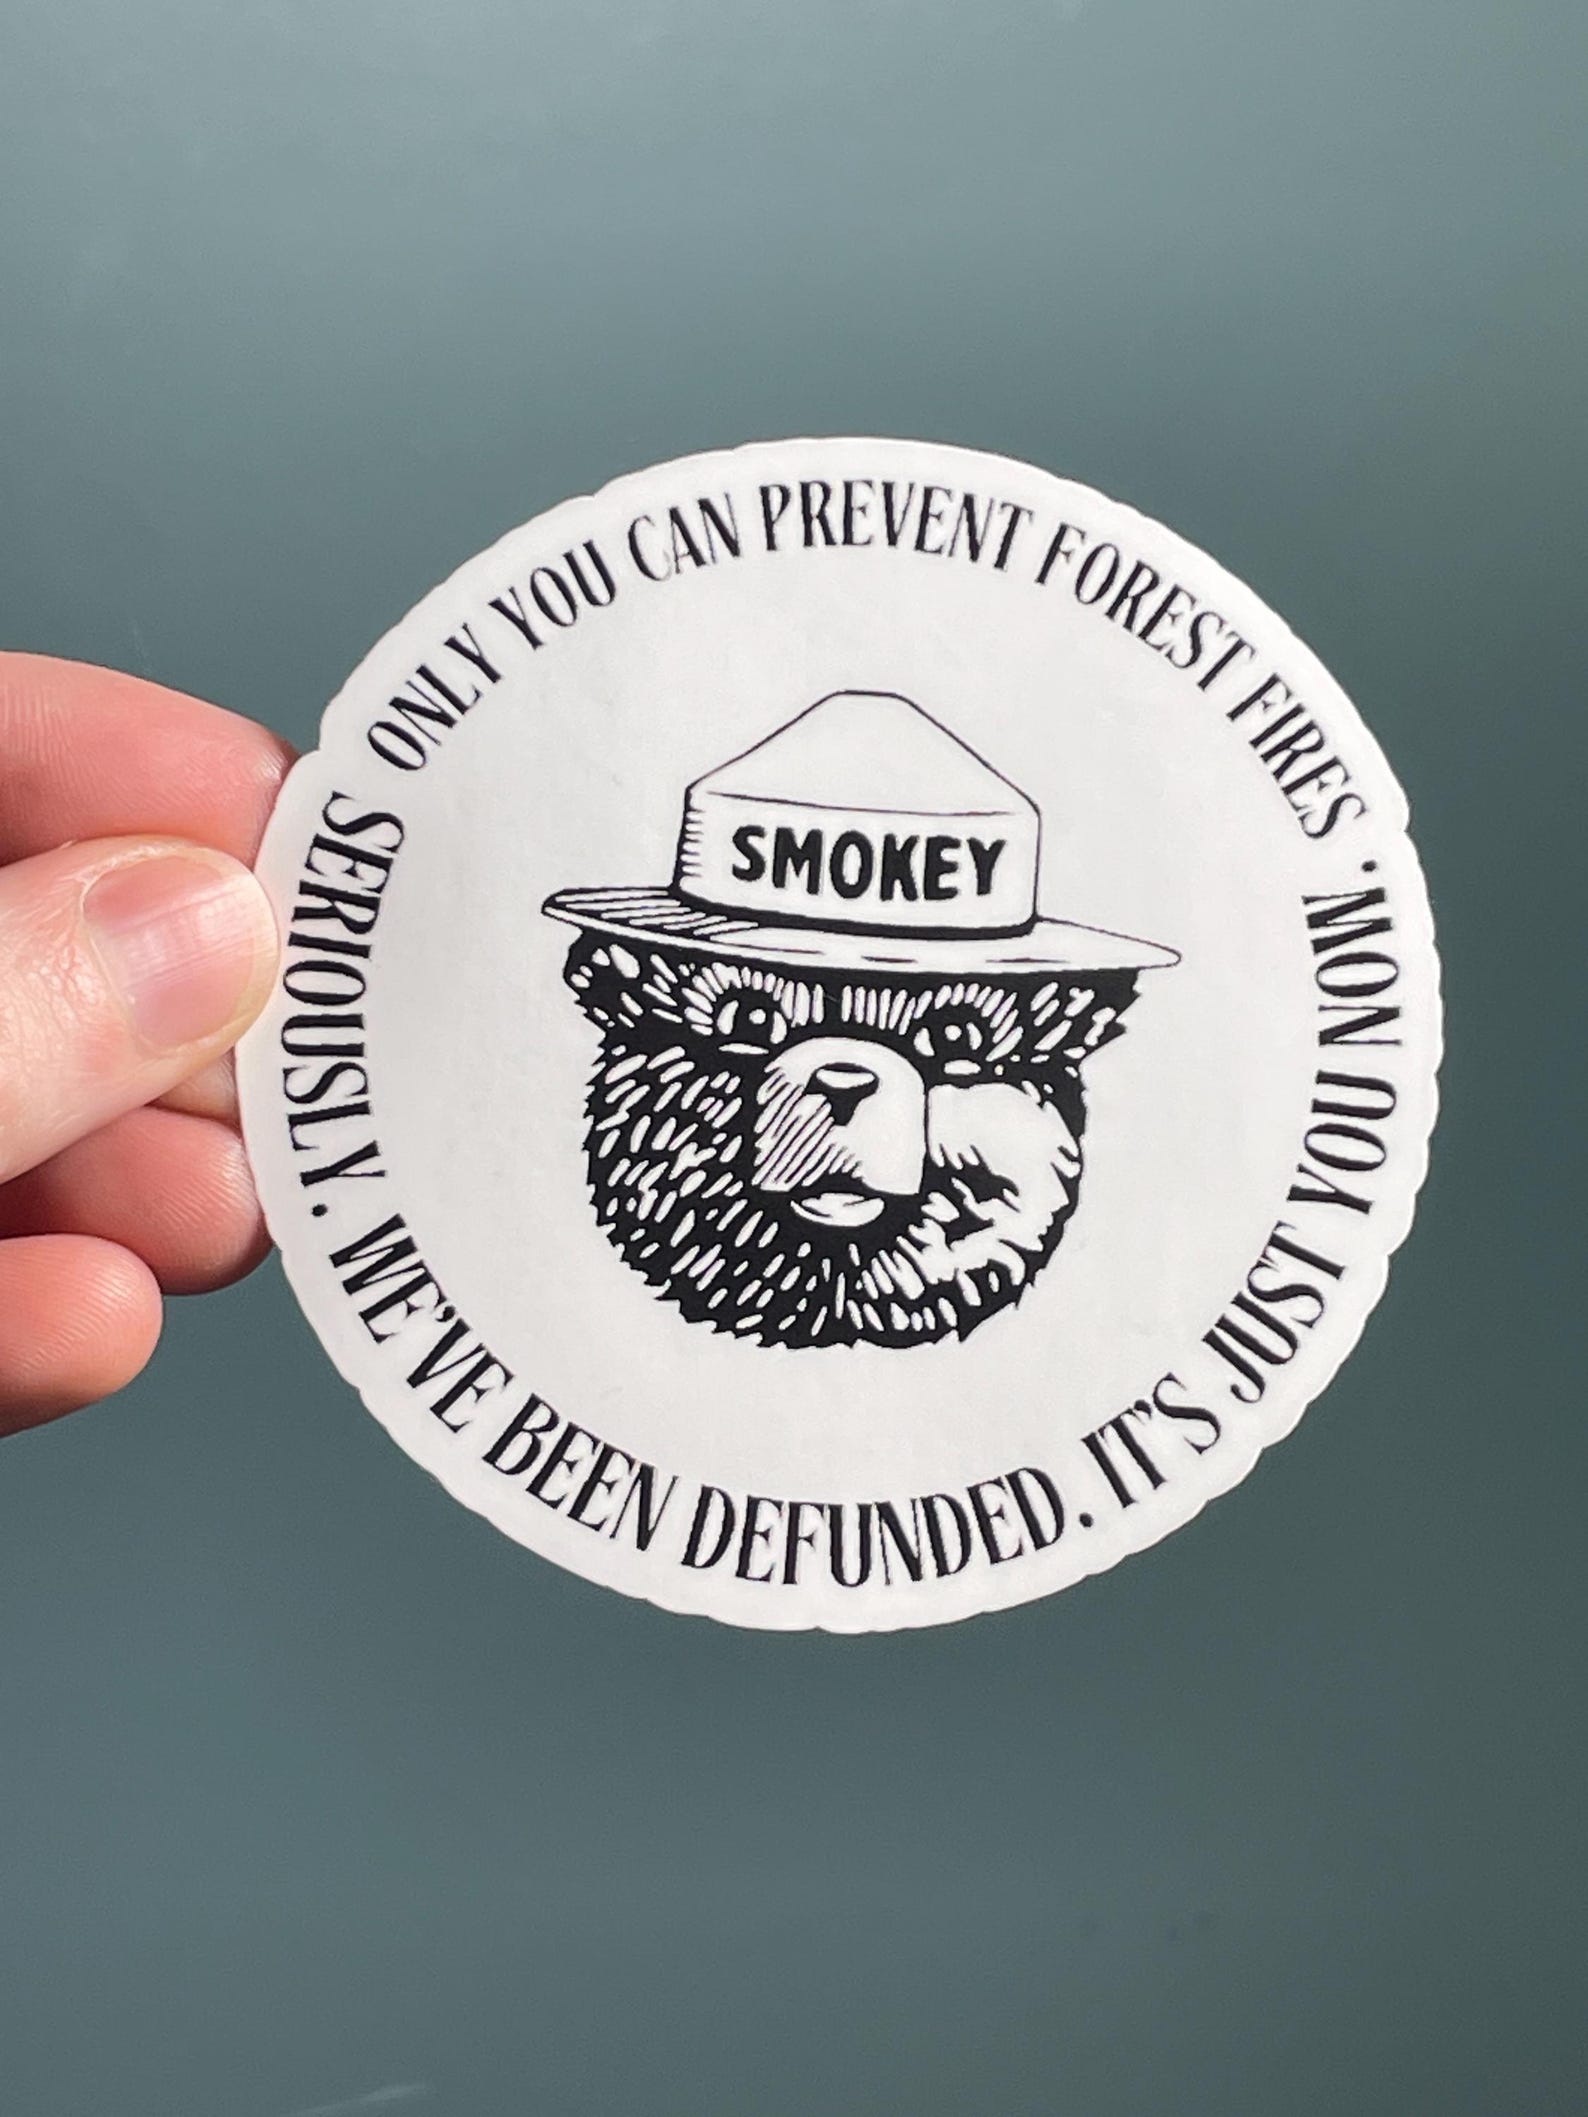 ONLY YOU CAN PREVENT FOREST FIRES
SERIOUSLY. WE'VE BEEN DEFUNDED. IT'S JUST YOU NOW.
SMOKEY